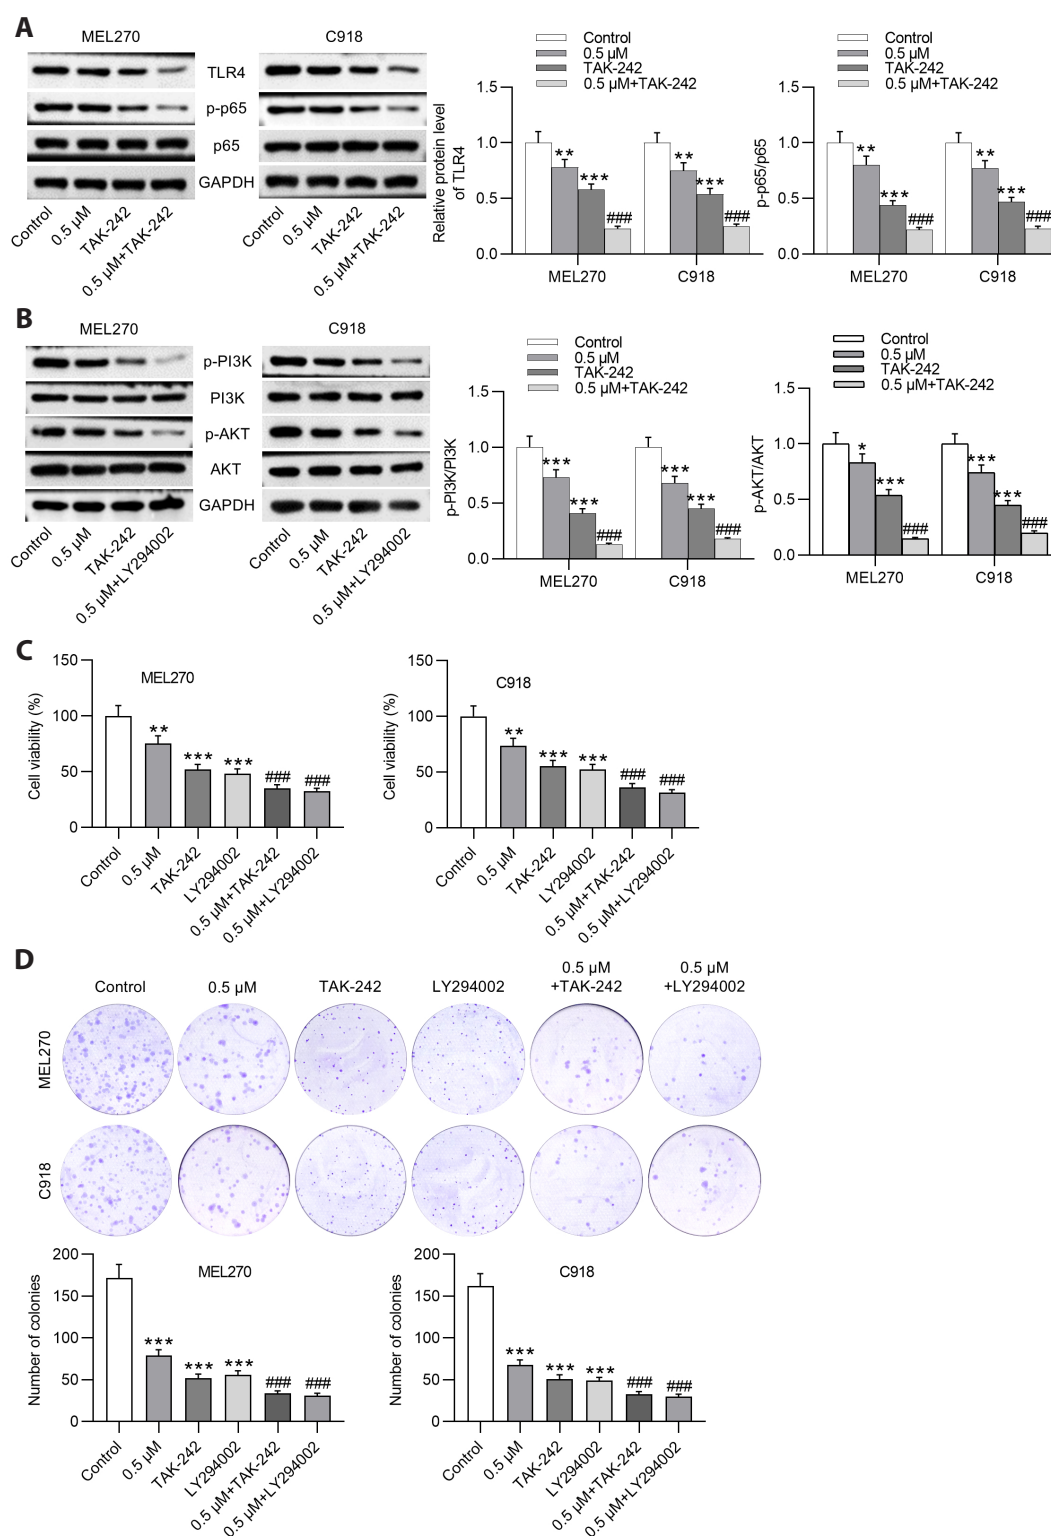 A
MEL270
C918
TLR4
p-p65
p65
GAPDH
Control
0.5 µM
TAK-242
0.5 µM+TAK-242
Control
0.5 µM
TAK-242
0.5 µM+TAK-242
Control
0.5 µM
TAK-242
0.5 µM+TAK-242
Relative protein level
of TLR4
1.5
1.0
0.5
0.0
**
***
###
**
***
###
MEL270
C918
Control
0.5 µM
TAK-242
0.5 µM+TAK-242
p-p65/p65
1.5
1.0
0.5
0.0
**
***
###
**
***
###
MEL270
C918
B
MEL270
C918
p-PI3K
PI3K
p-AKT
AKT
GAPDH
Control
0.5 µM
TAK-242
0.5 µM+LY294002
Control
0.5 µM
TAK-242
0.5 µM+LY294002
Control
0.5 µM
TAK-242
0.5 µM+TAK-242
p-PI3K/PI3K
1.5
1.0
0.5
0.0
***
***
###
***
***
###
MEL270
C918
Control
0.5 µM
TAK-242
0.5 µM+TAK-242
p-AKT/AKT
1.5
1.0
0.5
0.0
*
***
###
***
***
###
MEL270
C918
C
MEL270
Cell viability (%)
150
100
50
0
**
***
***
###
###
Control
0.5 µM
TAK-242
LY294002
0.5 µM+TAK-242
0.5 µM+LY294002
C918
Cell viability (%)
150
100
50
0
**
***
***
###
###
Control
0.5 µM
TAK-242
LY294002
0.5 µM+TAK-242
0.5 µM+LY294002
D
Control
0.5 µM
TAK-242
LY294002
0.5 µM
+TAK-242
0.5 µM
+LY294002
MEL270
C918
MEL270
Number of colonies
200
150
100
50
0
***
***
***
###
###
Control
0.5 µM
TAK-242
LY294002
0.5 µM+TAK-242
0.5 µM+LY294002
C918
Number of colonies
200
150
100
50
0
***
***
***
###
###
Control
0.5 µM
TAK-242
LY294002
0.5 µM+TAK-242
0.5 µM+LY294002